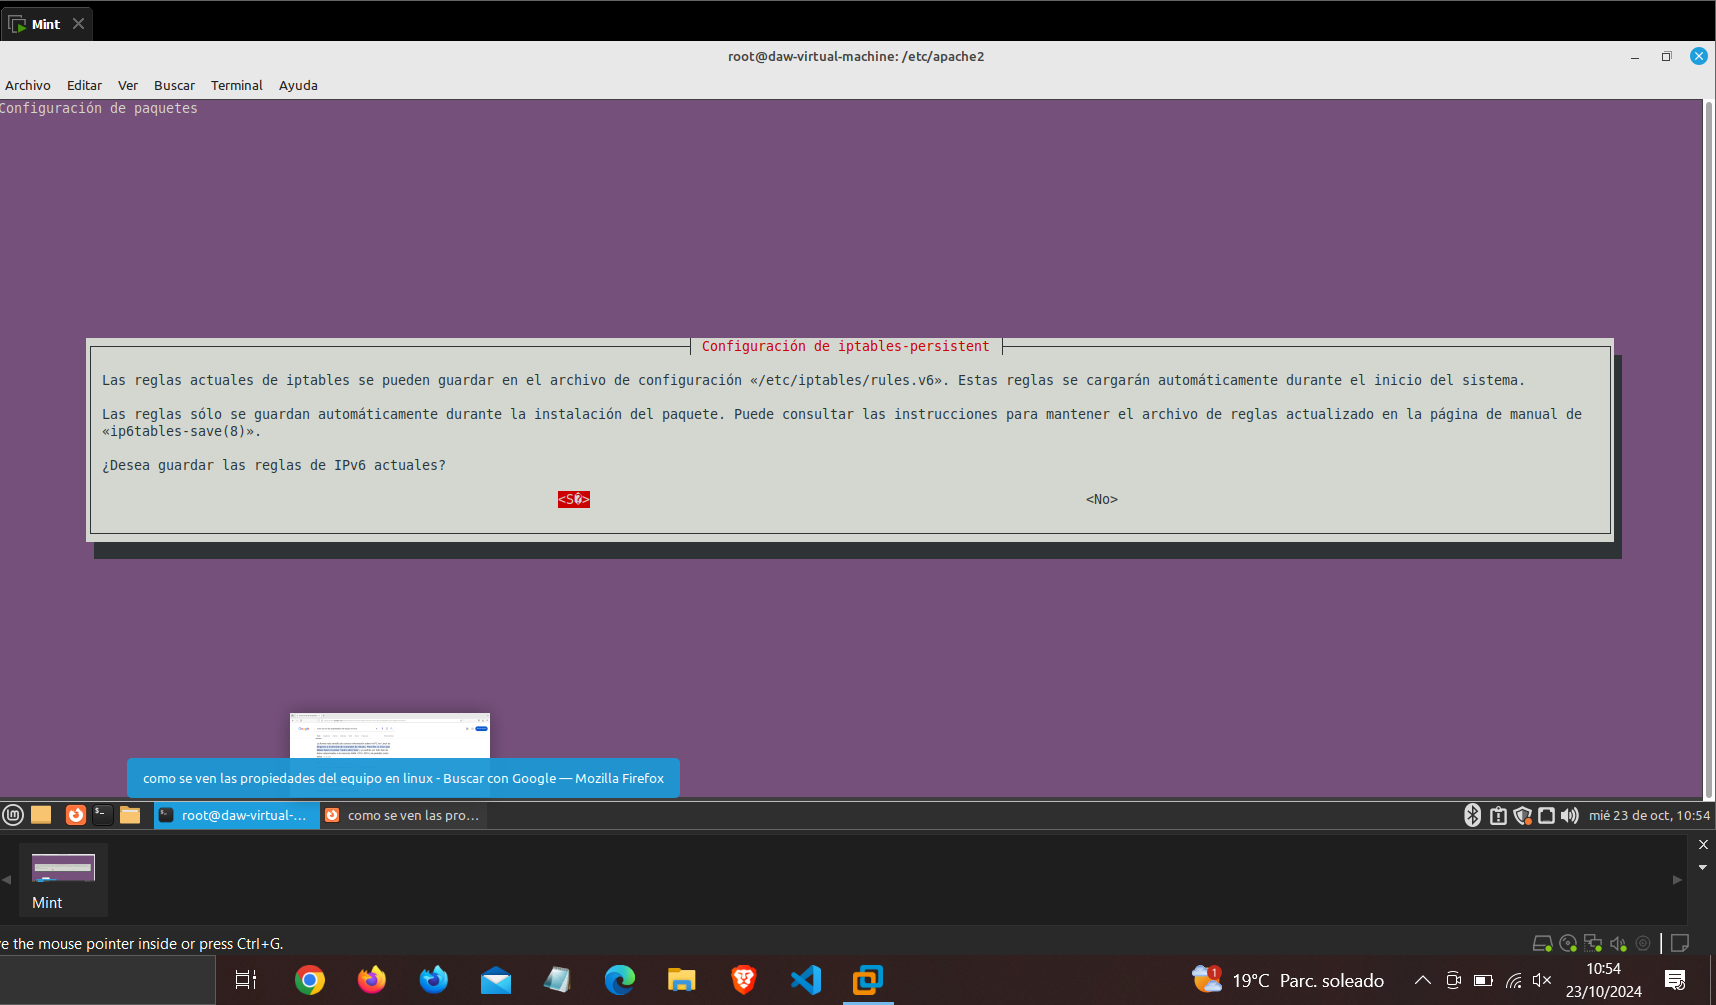 Mint
root@daw-virtual-machine: /etc/apache2
Archivo Editar Ver Buscar Terminal Ayuda
Configuración de paquetes
Configuración de iptables-persistent
Las reglas actuales de iptables se pueden guardar en el archivo de configuración «/etc/iptables/rules.v6». Estas reglas se cargarán automáticamente durante el inicio del sistema.
Las reglas sólo se guardan automáticamente durante la instalación del paquete. Puede consultar las instrucciones para mantener el archivo de reglas actualizado en la página de manual de
«ip6tables-save(8)».
¿Desea guardar las reglas de IPv6 actuales?
<S�> <No>
como se ven las propiedades del equipo en linux - Buscar con Google — Mozilla Firefox
root@daw-virtual-... como se ven las pro... mié 23 de oct, 10:54
Mint
e the mouse pointer inside or press Ctrl+G.
1 19°C Parc. soleado 10:54
23/10/2024